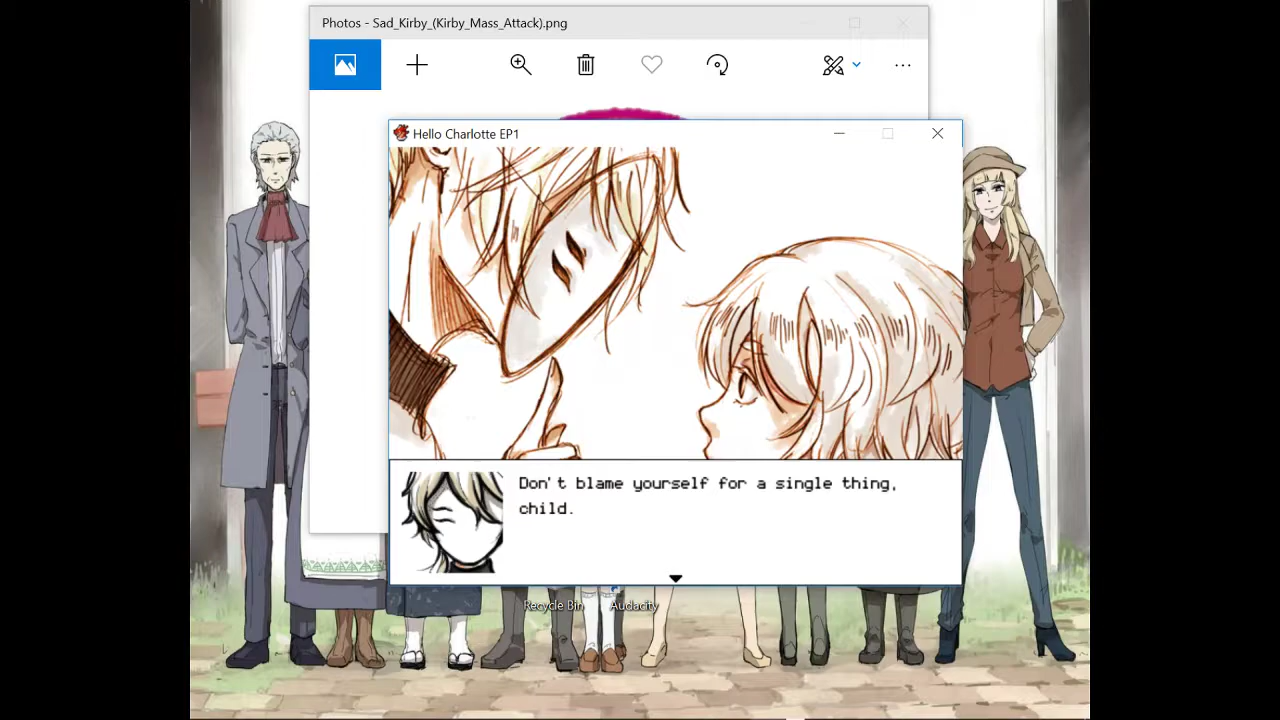 Photos - Sad_Kirby_(Kirby_Mass_Attack).png
Hello Charlotte EP1
Don't blame yourself for a single thing,
child.
Recycle Bin
Audacity